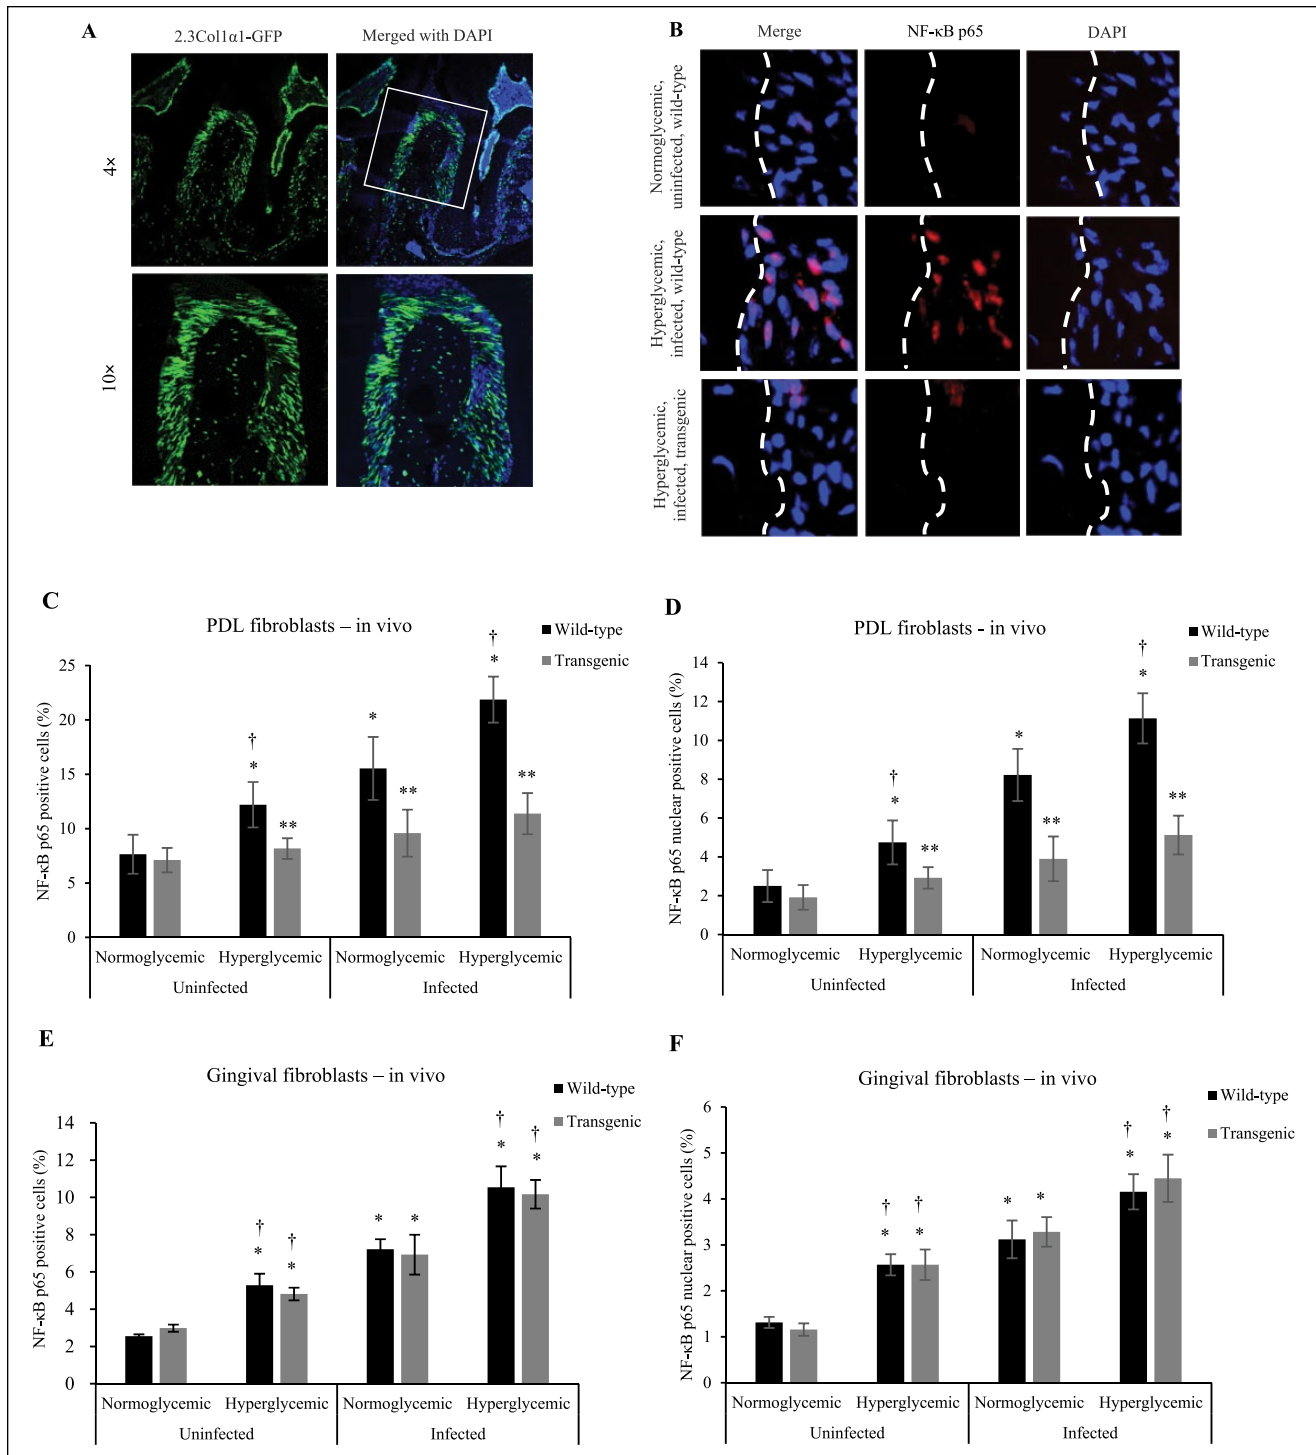 A
2.3Col1α1-GFP
Merged with DAPI
4×
10×
B
Merge
NF-κB p65
DAPI
Normoglycemic,
uninfected, wild-type
Hyperglycemic,
infected, wild-type
Hyperglycemic,
infected, transgenic
C
PDL fibroblasts – in vivo
Wild-type
Transgenic
NF-κB p65 positive cells (%)
25
20
15
10
5
0
†
*
**
*
**
†
*
**
Normoglycemic
Hyperglycemic
Normoglycemic
Hyperglycemic
Uninfected
Infected
D
PDL firoblasts - in vivo
Wild-type
Transgenic
NF-κB p65 nuclear positive cells (%)
14
12
10
8
6
4
2
0
†
*
**
*
**
†
*
**
Normoglycemic
Hyperglycemic
Normoglycemic
Hyperglycemic
Uninfected
Infected
E
Gingival fibroblasts – in vivo
Wild-type
Transgenic
NF-κB p65 positive cells (%)
14
12
10
8
6
4
2
0
†
*
†
*
*
*
†
*
†
*
Normoglycemic
Hyperglycemic
Normoglycemic
Hyperglycemic
Uninfected
Infected
F
Gingival fibroblasts – in vivo
Wild-type
Transgenic
NF-κB p65 nuclear positive cells (%)
6
5
4
3
2
1
0
†
*
†
*
*
*
†
*
†
*
Normoglycemic
Hyperglycemic
Normoglycemic
Hyperglycemic
Uninfected
Infected